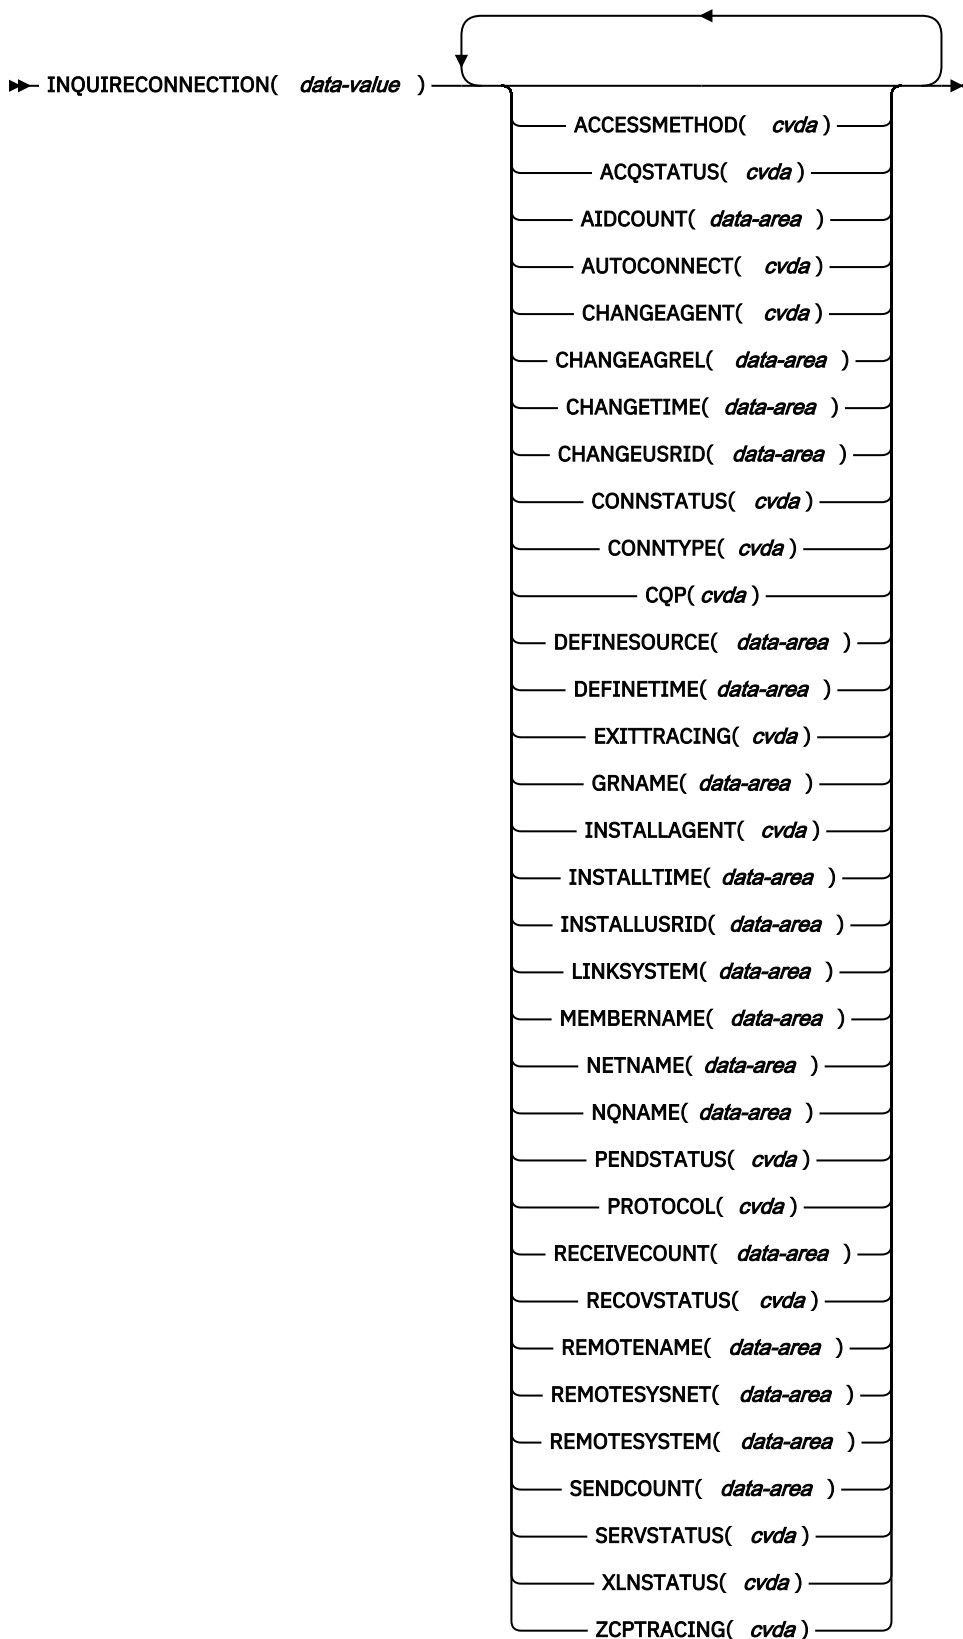 INQUIRECONNECTION( data-value )
ACCESSMETHOD( cvda )
ACQSTATUS( cvda )
AIDCOUNT( data-area )
AUTOCONNECT( cvda )
CHANGEAGENT( cvda )
CHANGEAGREL( data-area )
CHANGETIME( data-area )
CHANGEUSRID( data-area )
CONNSTATUS( cvda )
CONNTYPE( cvda )
CQP( cvda )
DEFINESOURCE( data-area )
DEFINETIME( data-area )
EXITTRACING( cvda )
GRNAME( data-area )
INSTALLAGENT( cvda )
INSTALLTIME( data-area )
INSTALLUSRID( data-area )
LINKSYSTEM( data-area )
MEMBERNAME( data-area )
NETNAME( data-area )
NQNAME( data-area )
PENDSTATUS( cvda )
PROTOCOL( cvda )
RECEIVECOUNT( data-area )
RECOVSTATUS( cvda )
REMOTENAME( data-area )
REMOTESYSNET( data-area )
REMOTESYSTEM( data-area )
SENDCOUNT( data-area )
SERVSTATUS( cvda )
XLNSTATUS( cvda )
ZCPTRACING( cvda )